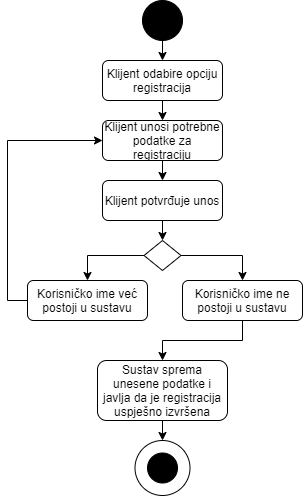 Klijent odabire opciju
registracija
Klijent unosi potrebne
podatke za
registraciju
Klijent potvrđuje unos
Korisničko ime već
postoji u sustavu
Korisničko ime ne
postoji u sustavu
Sustav sprema
unesene podatke i
javlja da je registracija
uspješno izvršena